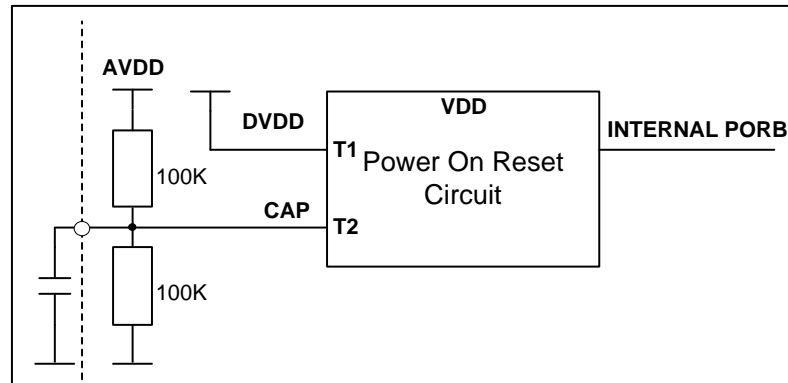 AVDD
VDD
DVDD
INTERNAL PORB
T1
Power On Reset
Circuit
100K
CAP
T2
100K